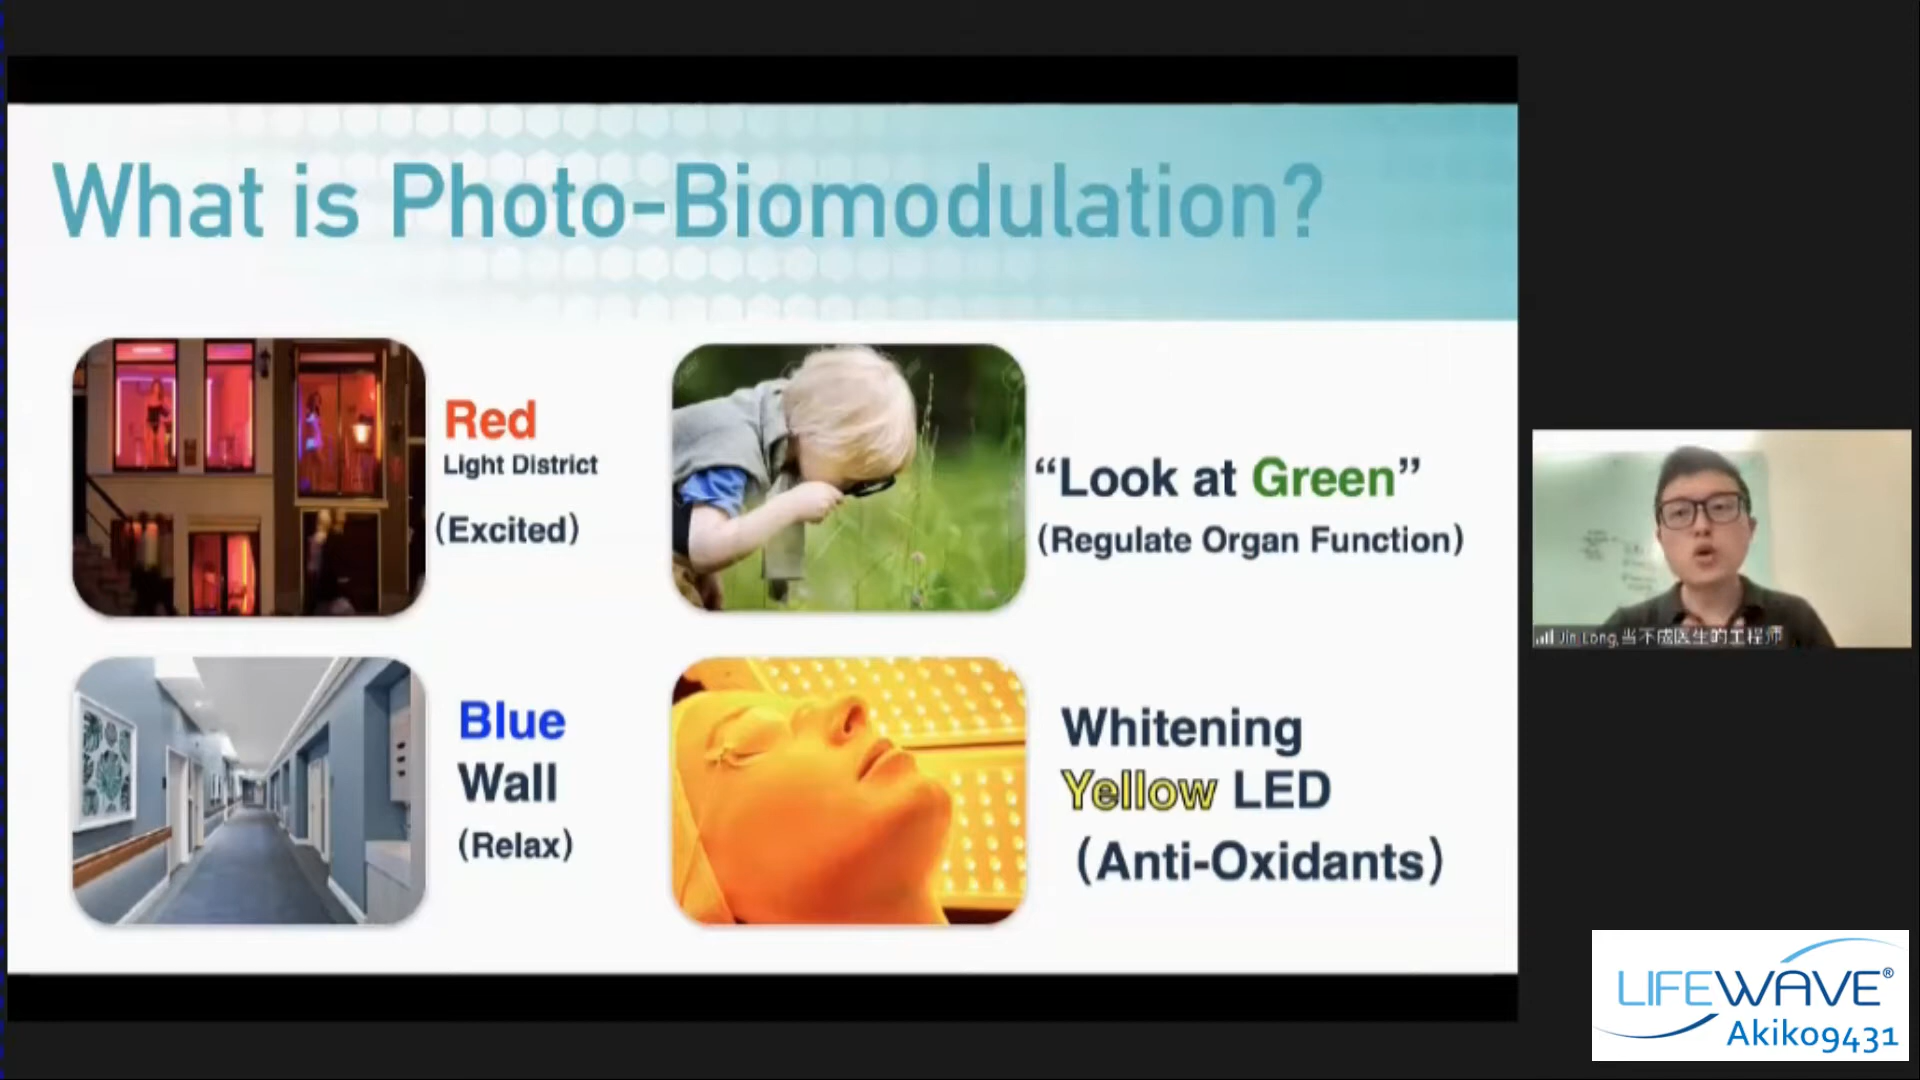 What is Photo-Biomodulation?
Red
Light District
(Excited)
“Look at Green”
(Regulate Organ Function)
Blue
Wall
(Relax)
Whitening
Yellow LED
(Anti-Oxidants)
Jin Long,当不成医生的工程师
LIFEWAVE®
Akiko9431